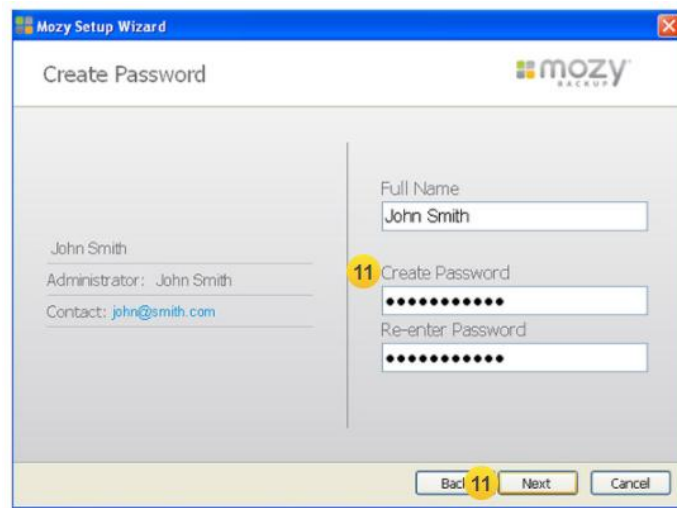 Mozy Setup Wizard
Create Password
mozy
BACKUP
John Smith
Administrator: John Smith
Contact: john@smith.com
Full Name
John Smith
11 Create Password
•••••••••••
Re-enter Password
•••••••••••
Back 11 Next Cancel